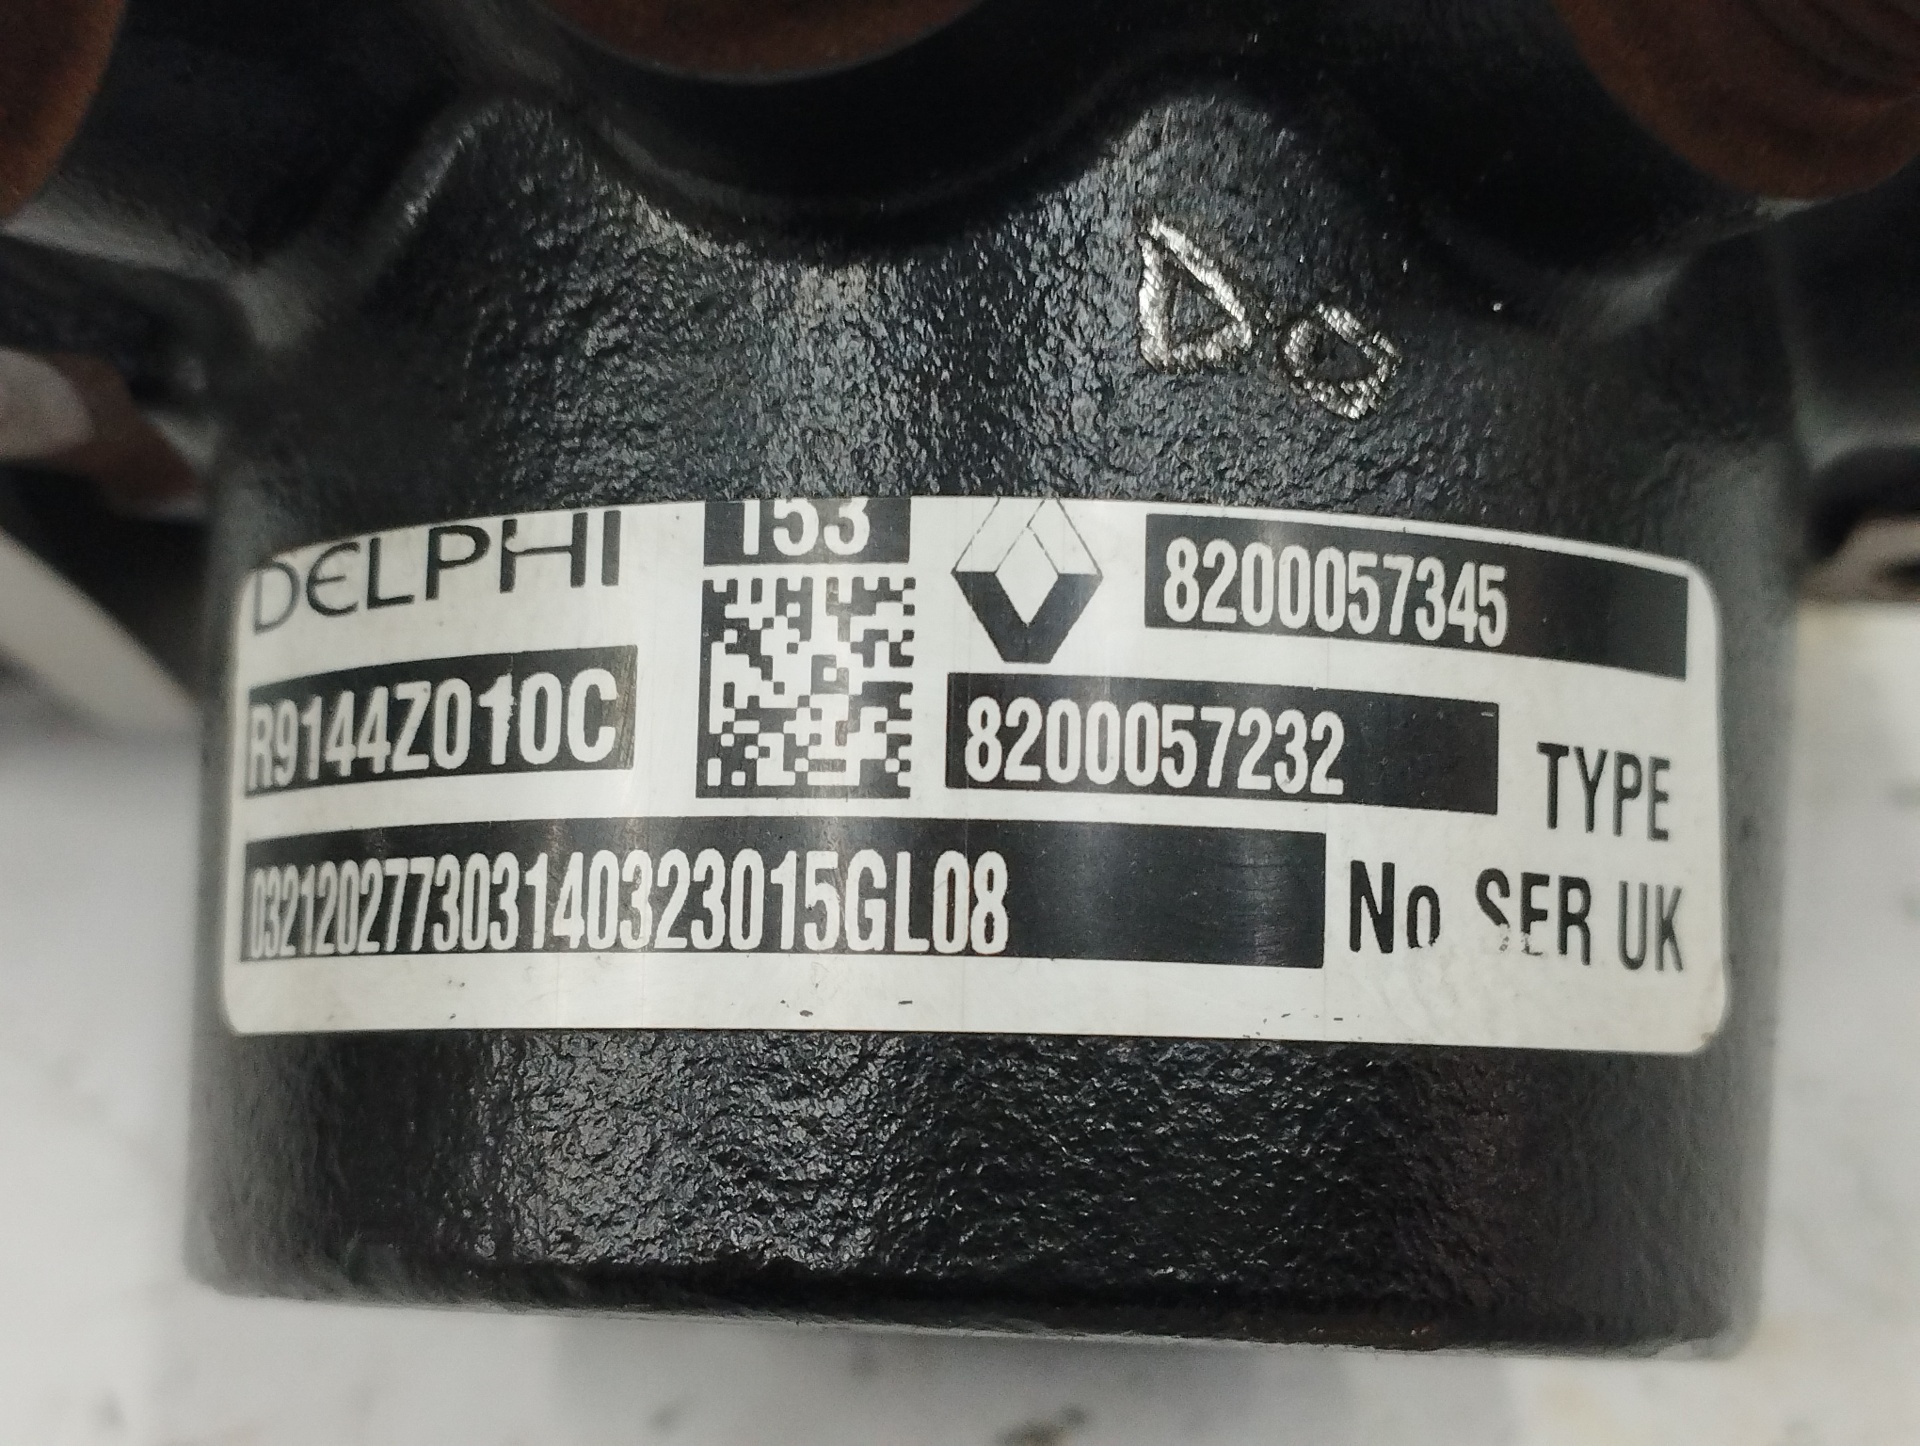 DELPHI 153 8200057345
R9144Z010C 8200057232 TYPE
03212027730314032301 5GL08 No SER UK